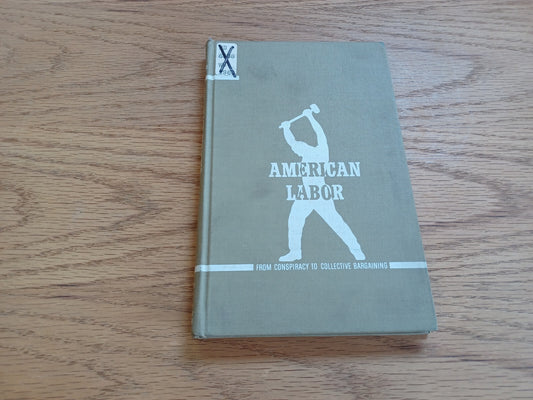 AMERICAN
LABOR
FROM CONSPIRACY TO COLLECTIVE BARGAINING